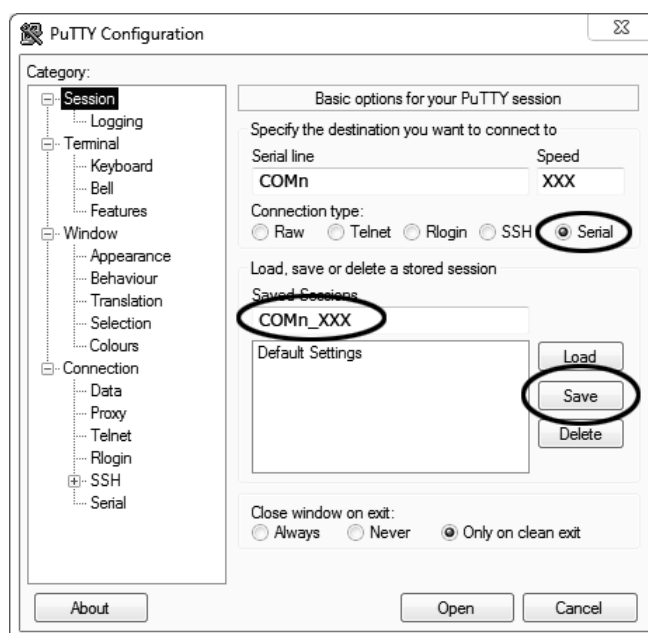 PuTTY Configuration
Category:
Session
Logging
Terminal
Keyboard
Bell
Features
Window
Appearance
Behaviour
Translation
Selection
Colours
Connection
Data
Proxy
Telnet
Rlogin
SSH
Serial
Basic options for your PuTTY session
Specify the destination you want to connect to
Serial line Speed
COMn XXX
Connection type:
Raw Telnet Rlogin SSH Serial
Load, save or delete a stored session
Saved Sessions
COMn_XXX
Default Settings
Load
Save
Delete
Close window on exit:
Always Never Only on clean exit
About Open Cancel